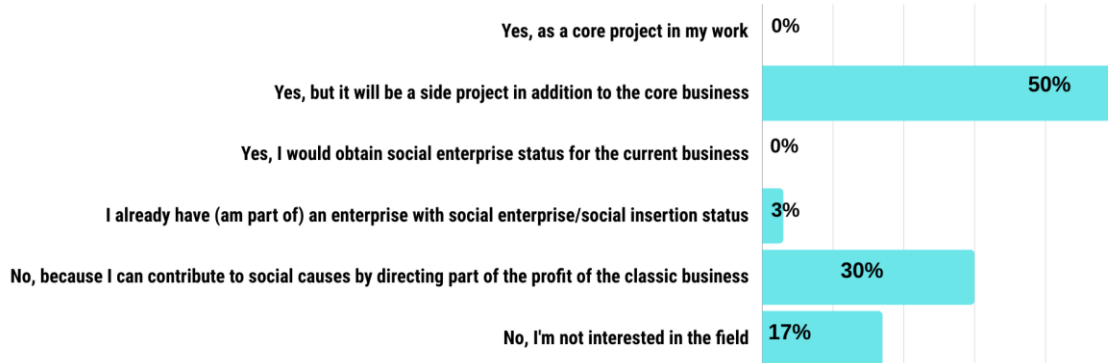 Yes, as a core project in my work 0%
Yes, but it will be a side project in addition to the core business 50%
Yes, I would obtain social enterprise status for the current business 0%
I already have (am part of) an enterprise with social enterprise/social insertion status 3%
No, because I can contribute to social causes by directing part of the profit of the classic business 30%
No, I'm not interested in the field 17%